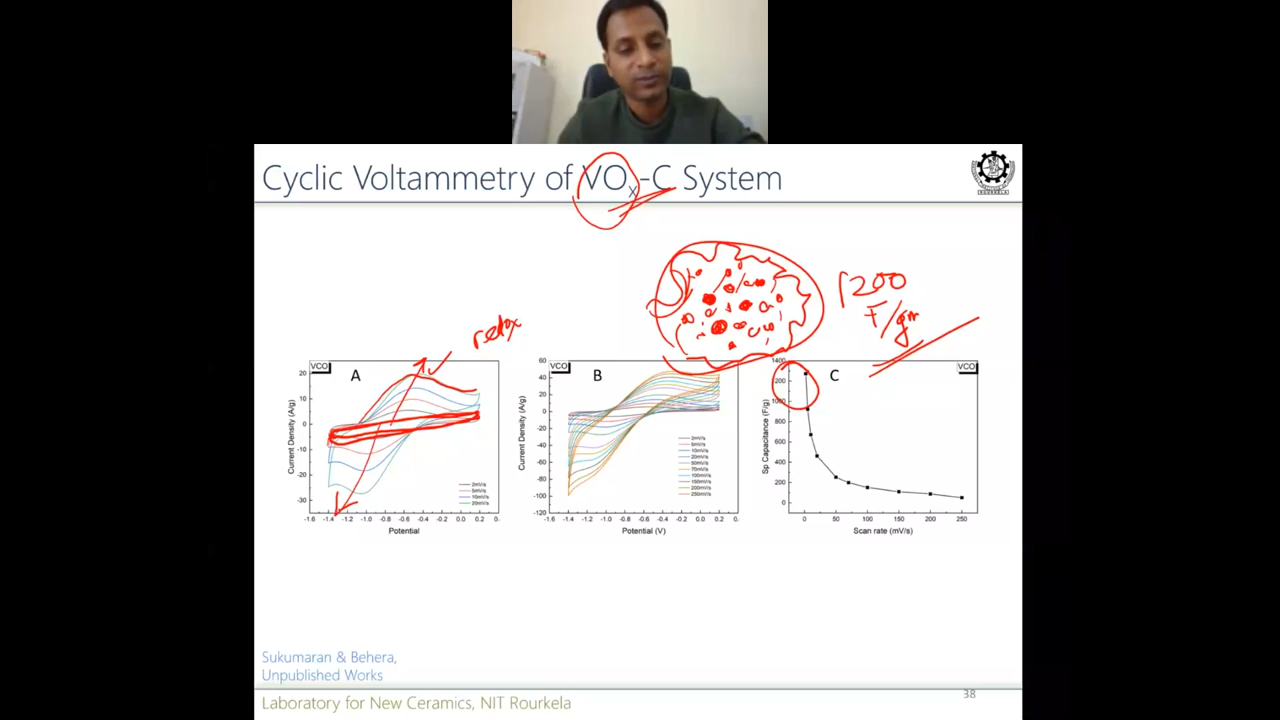 Cyclic Voltammetry of VOx-C System
1200
F/gm
redox
VCO
A
20
10
0
-10
-20
-30
Current Density (A/g)
2mV/s
5mV/s
10mV/s
20mV/s
-1.6 -1.4 -1.2 -1.0 -0.8 -0.6 -0.4 -0.2 0.0 0.2
Potential
VCO
B
60
40
20
0
-20
-40
-60
-80
-100
-120
Current Density (A/g)
2mV/s
5mV/s
10mV/s
20mV/s
50mV/s
70mV/s
100mV/s
150mV/s
200mV/s
250mV/s
-1.6 -1.4 -1.2 -1.0 -0.8 -0.6 -0.4 -0.2 0.0 0.2 0.
Potential (V)
VCO
C
1400
200
1000
800
600
400
200
0
Sp Capacitance (F/g)
0 50 100 150 200 250
Scan rate (mV/s)
Sukumaran & Behera,
Unpublished Works
Laboratory for New Ceramics, NIT Rourkela
38